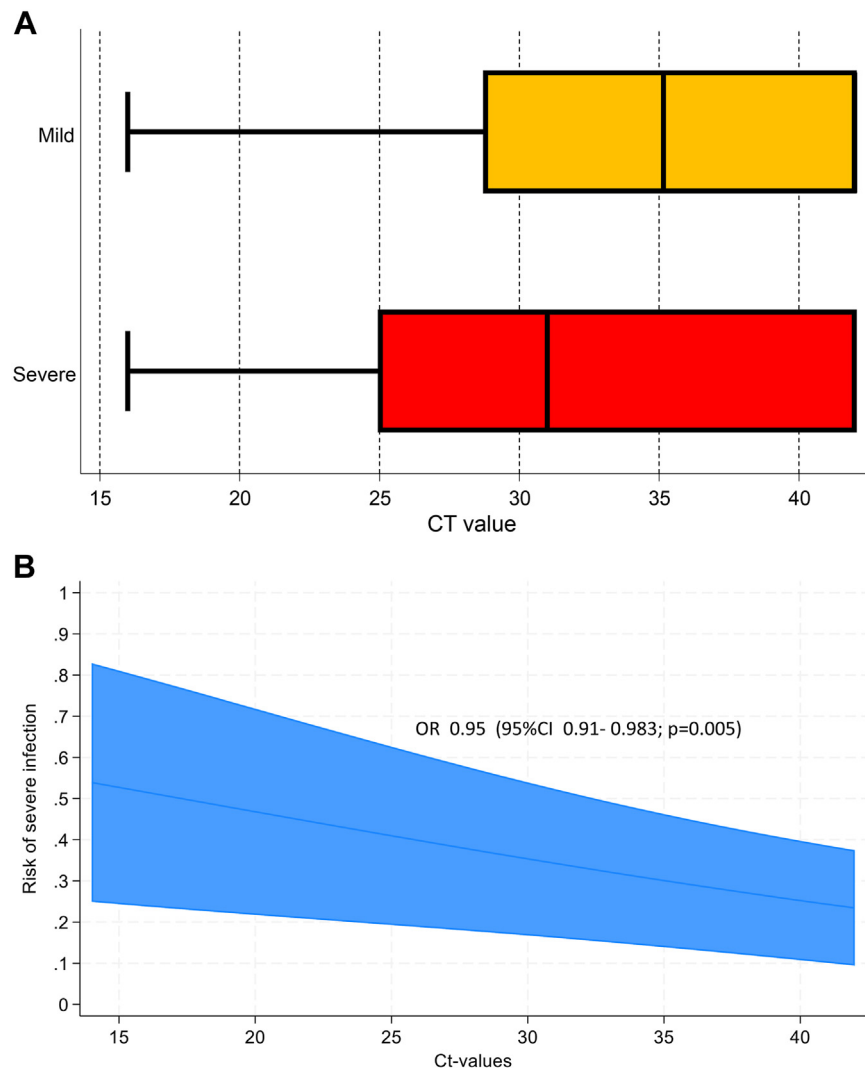 A
Mild
Severe
15 20 25 30 35 40
CT value
B
1
.9
.8
.7
OR 0.95 (95%CI 0.91- 0.983; p=0.005)
.6
.5
.4
.3
.2
.1
0
Risk of severe infection
15 20 25 30 35 40
Ct-values